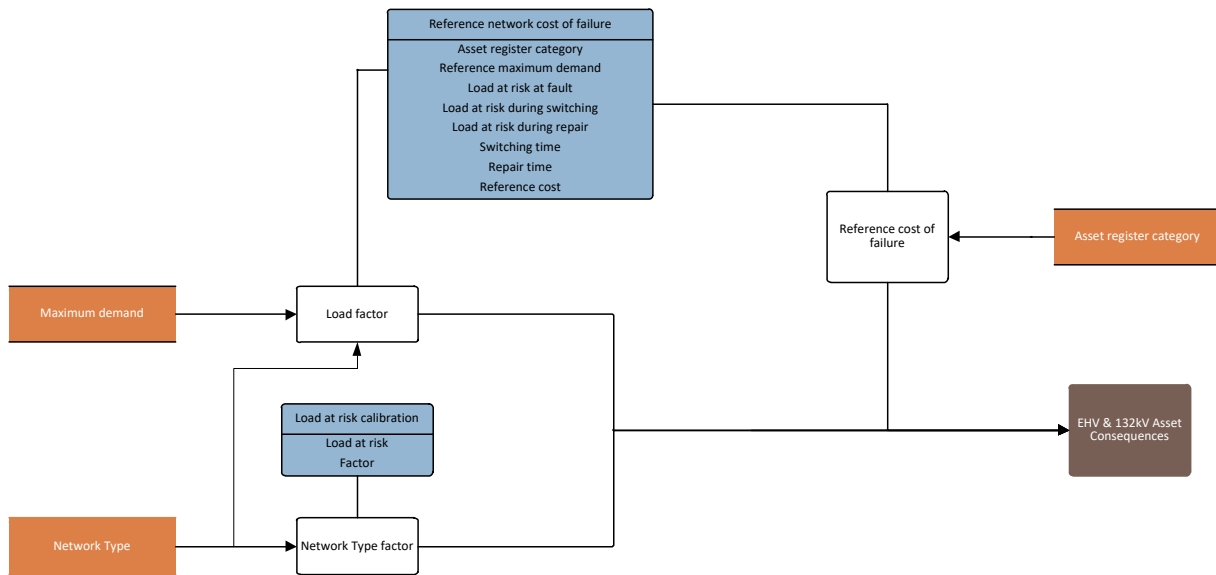 Reference network cost of failure
Asset register category
Reference maximum demand
Load at risk at fault
Load at risk during switching
Load at risk during repair
Switching time
Repair time
Reference cost
Reference cost of
failure
Asset register category
Maximum demand
Load factor
Load at risk calibration
Load at risk
Factor
EHV & 132kV Asset
Consequences
Network Type
Network Type factor